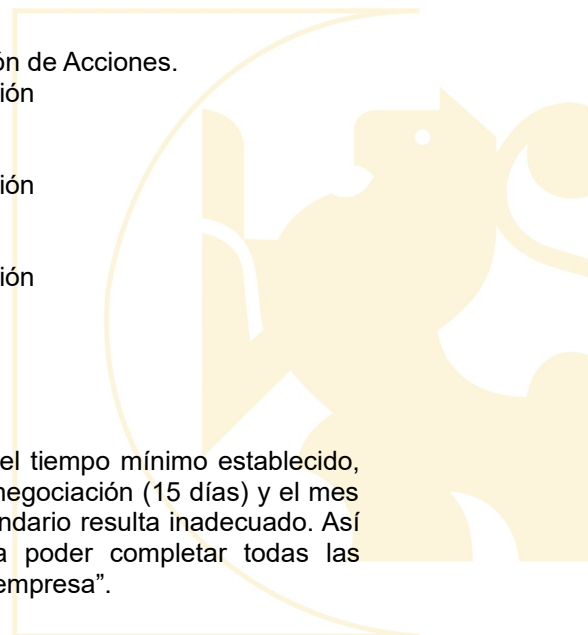 ón de Acciones.
ión
ión
ión
el tiempo mínimo establecido,
negociación (15 días) y el mes
ndario resulta inadecuado. Así
a poder completar todas las
empresa”.